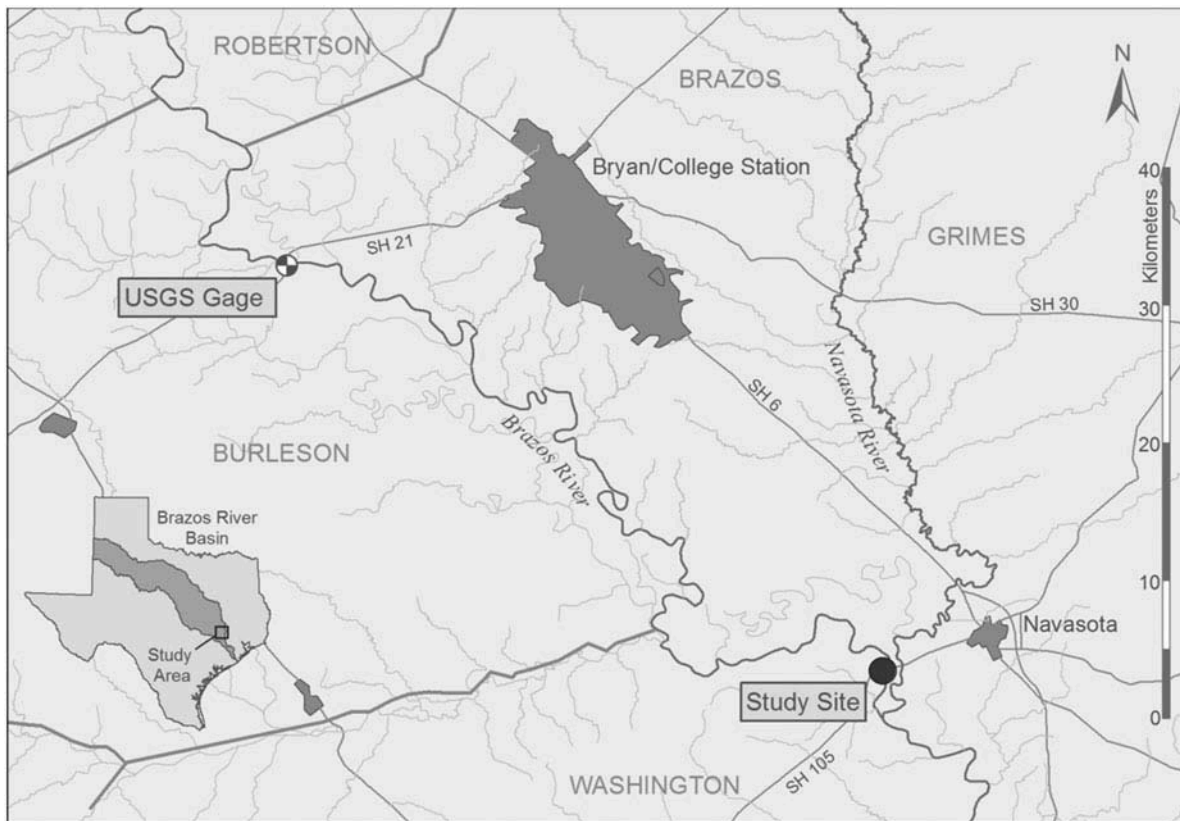 ROBERTSON
BRAZOS
N
Bryan/College Station
40
Kilometers
GRIMES
SH 21
USGS Gage
30
SH 30
Navasota River
SH 6
BURLESON
Brazos River
20
Brazos River
Basin
10
Navasota
Study
Area
Study Site
0
SH 105
WASHINGTON